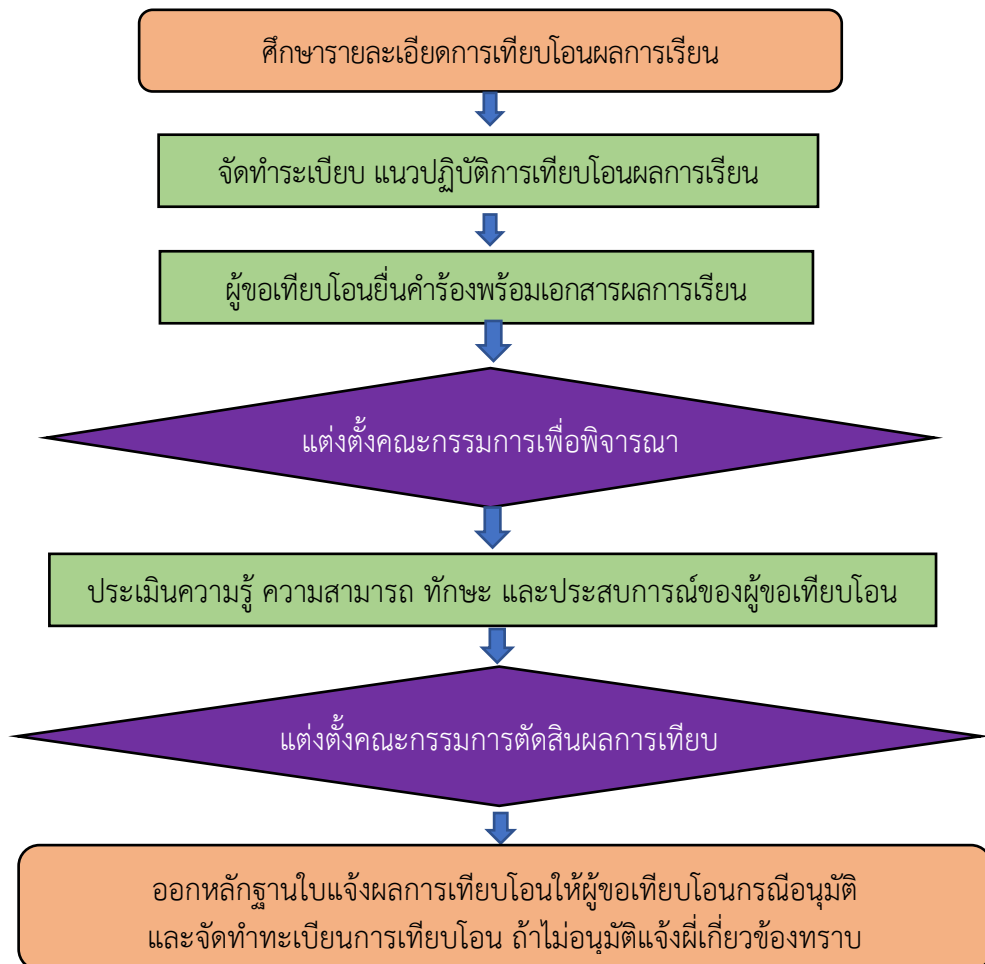 ศึกษารายละเอียดการเทียบโอนผลการเรียน
จัดทำระเบียบ แนวปฏิบัติการเทียบโอนผลการเรียน
ผู้ขอเทียบโอนยื่นคำร้องพร้อมเอกสารผลการเรียน
แต่งตั้งคณะกรรมการเพื่อพิจารณา
ประเมินความรู้ ความสามารถ ทักษะ และประสบการณ์ของผู้ขอเทียบโอน
แต่งตั้งคณะกรรมการตัดสินผลการเทียบ
ออกหลักฐานใบแจ้งผลการเทียบโอนให้ผู้ขอเทียบโอนกรณีอนุมัติ
และจัดทำทะเบียนการเทียบโอน ถ้าไม่อนุมัติแจ้งผี่เกี่ยวข้องทราบ